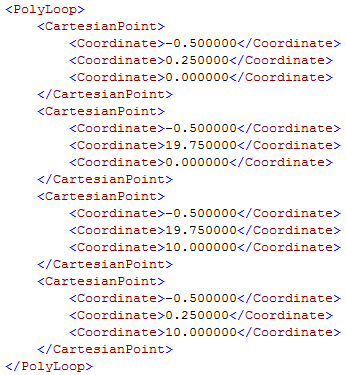 <PolyLoop>
<CartesianPoint>
<Coordinate>-0.500000</Coordinate>
<Coordinate>0.250000</Coordinate>
<Coordinate>0.000000</Coordinate>
</CartesianPoint>
<CartesianPoint>
<Coordinate>-0.500000</Coordinate>
<Coordinate>19.750000</Coordinate>
<Coordinate>0.000000</Coordinate>
</CartesianPoint>
<CartesianPoint>
<Coordinate>-0.500000</Coordinate>
<Coordinate>19.750000</Coordinate>
<Coordinate>10.000000</Coordinate>
</CartesianPoint>
<CartesianPoint>
<Coordinate>-0.500000</Coordinate>
<Coordinate>0.250000</Coordinate>
<Coordinate>10.000000</Coordinate>
</CartesianPoint>
</PolyLoop>